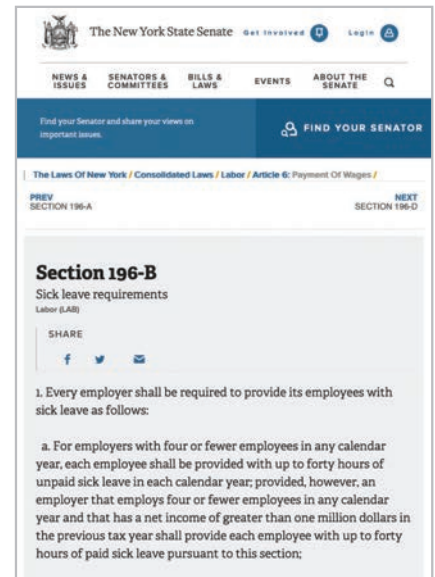 The New York State Senate
Get Involved
Login
NEWS & ISSUES
SENATORS & COMMITTEES
BILLS & LAWS
EVENTS
ABOUT THE SENATE
Find your Senator and share your views on
important issues.
FIND YOUR SENATOR
The Laws Of New York / Consolidated Laws / Labor / Article 6: Payment Of Wages /
PREV
SECTION 196-A
NEXT
SECTION 196-D
Section 196-B
Sick leave requirements
Labor (LAB)
SHARE
1. Every employer shall be required to provide its employees with
sick leave as follows:
a. For employers with four or fewer employees in any calendar
year, each employee shall be provided with up to forty hours of
unpaid sick leave in each calendar year; provided, however, an
employer that employs four or fewer employees in any calendar
year and that has a net income of greater than one million dollars in
the previous tax year shall provide each employee with up to forty
hours of paid sick leave pursuant to this section;